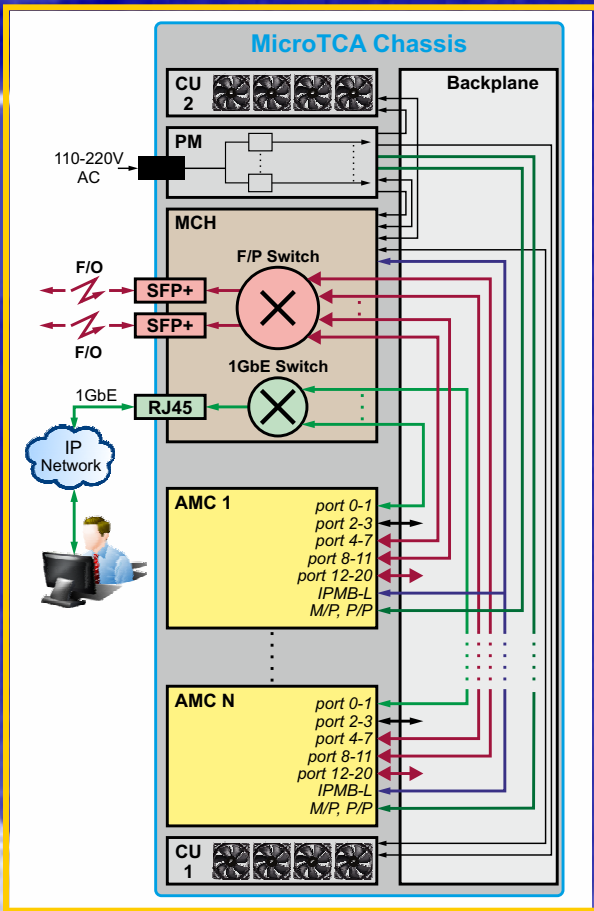 MicroTCA Chassis
CU
2
Backplane
PM
110-220V
AC
MCH
F/P Switch
F/O
SFP+
SFP+
F/O
1GbE Switch
1GbE
RJ45
IP
Network
AMC 1
port 0-1
port 2-3
port 4-7
port 8-11
port 12-20
IPMB-L
M/P, P/P
AMC N
port 0-1
port 2-3
port 4-7
port 8-11
port 12-20
IPMB-L
M/P, P/P
CU
1